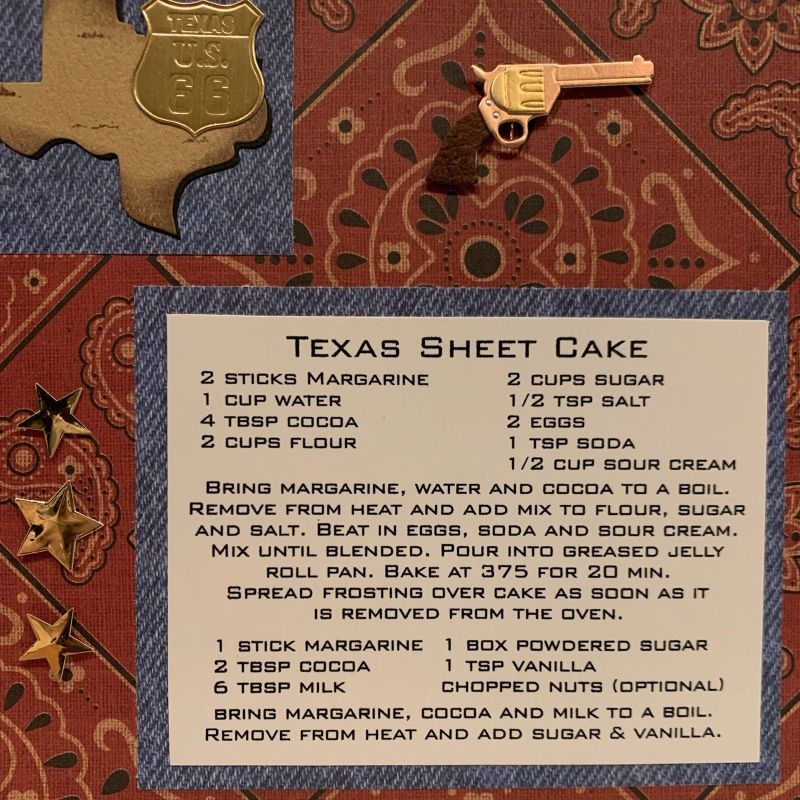 TEXAS
U.S.
66
TEXAS SHEET CAKE
2 STICKS MARGARINE
1 CUP WATER
4 TBSP COCOA
2 CUPS FLOUR
2 CUPS SUGAR
1/2 TSP SALT
2 EGGS
1 TSP SODA
1/2 CUP SOUR CREAM
BRING MARGARINE, WATER AND COCOA TO A BOIL.
REMOVE FROM HEAT AND ADD MIX TO FLOUR, SUGAR
AND SALT. BEAT IN EGGS, SODA AND SOUR CREAM.
MIX UNTIL BLENDED. POUR INTO GREASED JELLY
ROLL PAN. BAKE AT 375 FOR 20 MIN.
SPREAD FROSTING OVER CAKE AS SOON AS IT
IS REMOVED FROM THE OVEN.
1 STICK MARGARINE
2 TBSP COCOA
6 TBSP MILK
1 BOX POWDERED SUGAR
1 TSP VANILLA
CHOPPED NUTS (OPTIONAL)
BRING MARGARINE, COCOA AND MILK TO A BOIL.
REMOVE FROM HEAT AND ADD SUGAR & VANILLA.